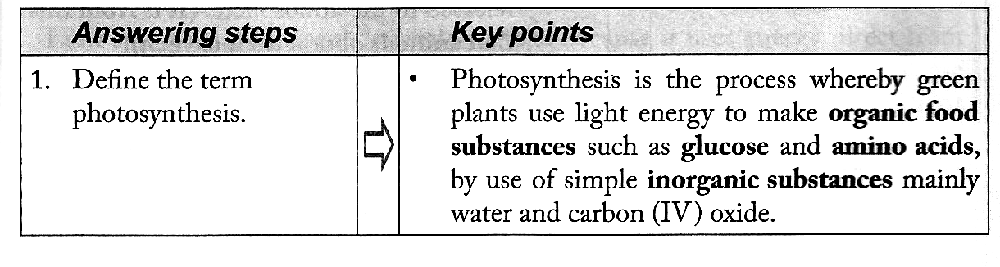 Answering steps Key points
1. Define the term
photosynthesis.
• Photosynthesis is the process whereby green
plants use light energy to make organic food
substances such as glucose and amino acids,
by use of simple inorganic substances mainly
water and carbon (IV) oxide.